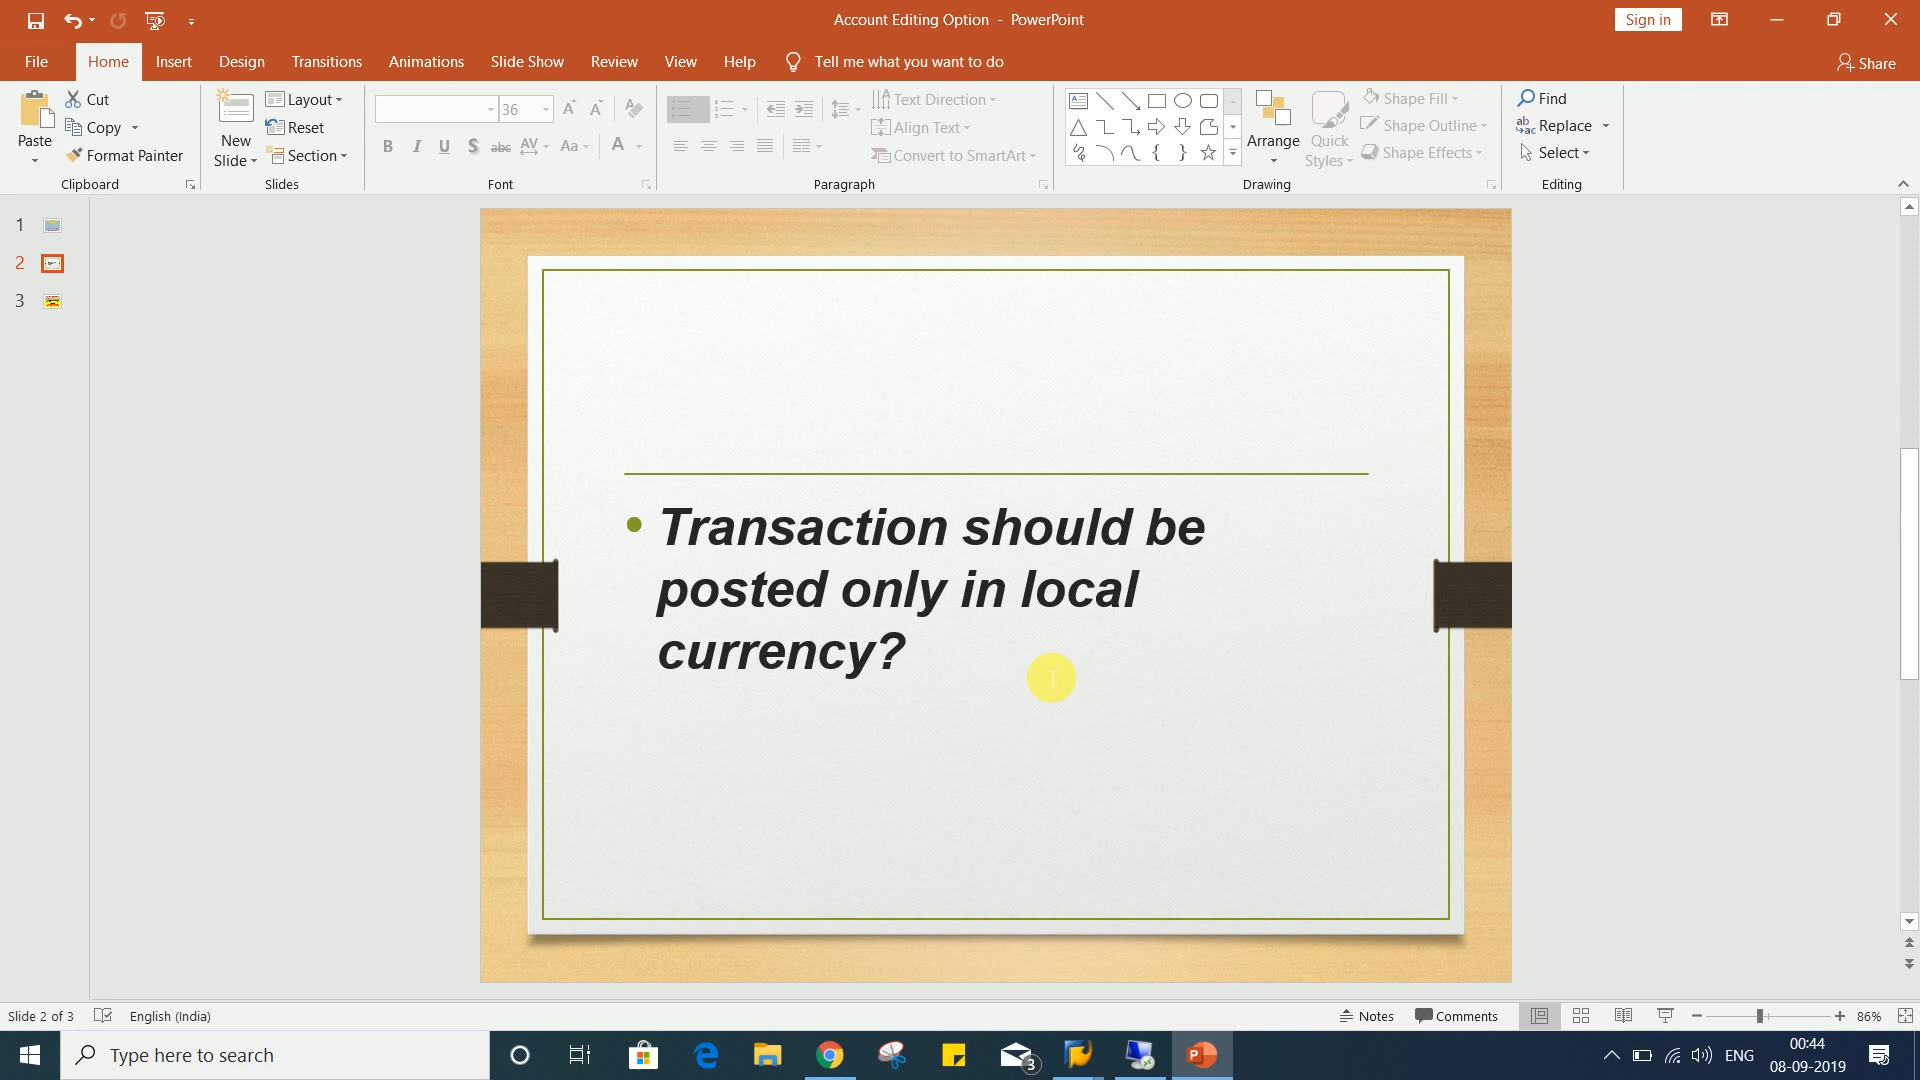 Account Editing Option - PowerPoint
Sign in
File
Home
Insert
Design
Transitions
Animations
Slide Show
Review
View
Help
Tell me what you want to do
Share
Paste
Cut
Copy
Format Painter
Clipboard
New
Slide
Layout
Reset
Section
Slides
36
B I U S abc AV Aa A
Font
Text Direction
Align Text
Convert to SmartArt
Paragraph
Arrange
Quick
Styles
Shape Fill
Shape Outline
Shape Effects
Drawing
Find
Replace
Select
Editing
1
2
3
Transaction should be
posted only in local
currency?
Slide 2 of 3
English (India)
Notes
Comments
86%
Type here to search
3
ENG
00:44
08-09-2019